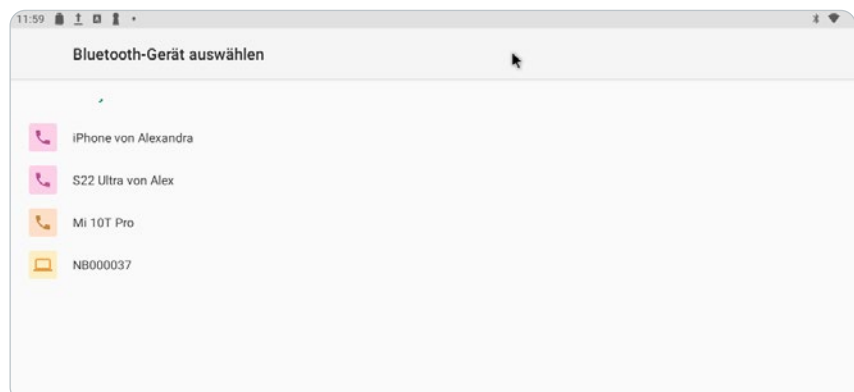 11:59
Bluetooth-Gerät auswählen
iPhone von Alexandra
S22 Ultra von Alex
Mi 10T Pro
NB000037